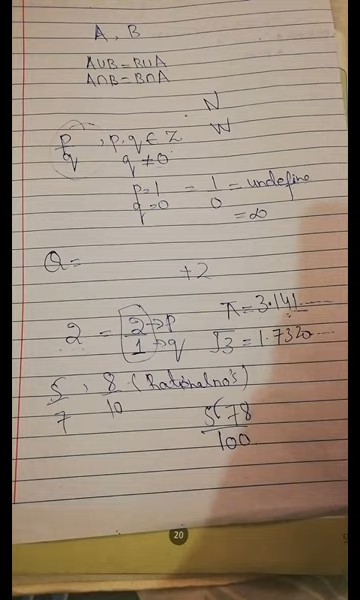 A, B
A∪B = B∪A
A∩B = B∩A
N
W
p/q, p, q ∈ Z
q ≠ 0
p=1
q=0 = 1/0 = undefine
= ∞
Q =
+2
π = 3.141......
2 = 2→p/1→q
√3 = 1.7320...
5/7, 8/10 (Rational no's)
5678/100
20